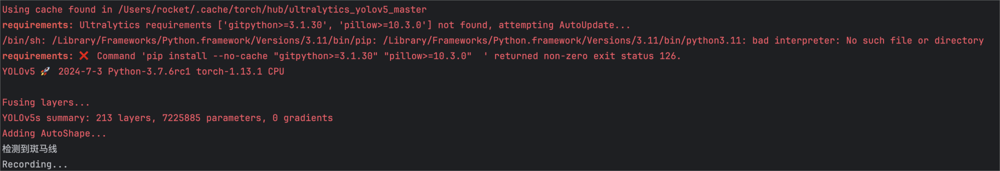 Using cache found in /Users/rocket/.cache/torch/hub/ultralytics_yolov5_master
requirements: Ultralytics requirements ['gitpython>=3.1.30', 'pillow>=10.3.0'] not found, attempting AutoUpdate...
/bin/sh: /Library/Frameworks/Python.framework/Versions/3.11/bin/pip: /Library/Frameworks/Python.framework/Versions/3.11/bin/python3.11: bad interpreter: No such file or directory
requirements: ❌ Command 'pip install --no-cache "gitpython>=3.1.30" "pillow>=10.3.0"  ' returned non-zero exit status 126.
YOLOv5 🚀 2024-7-3 Python-3.7.6rc1 torch-1.13.1 CPU
Fusing layers...
YOLOv5s summary: 213 layers, 7225885 parameters, 0 gradients
Adding AutoShape...
检测到斑马线
Recording...